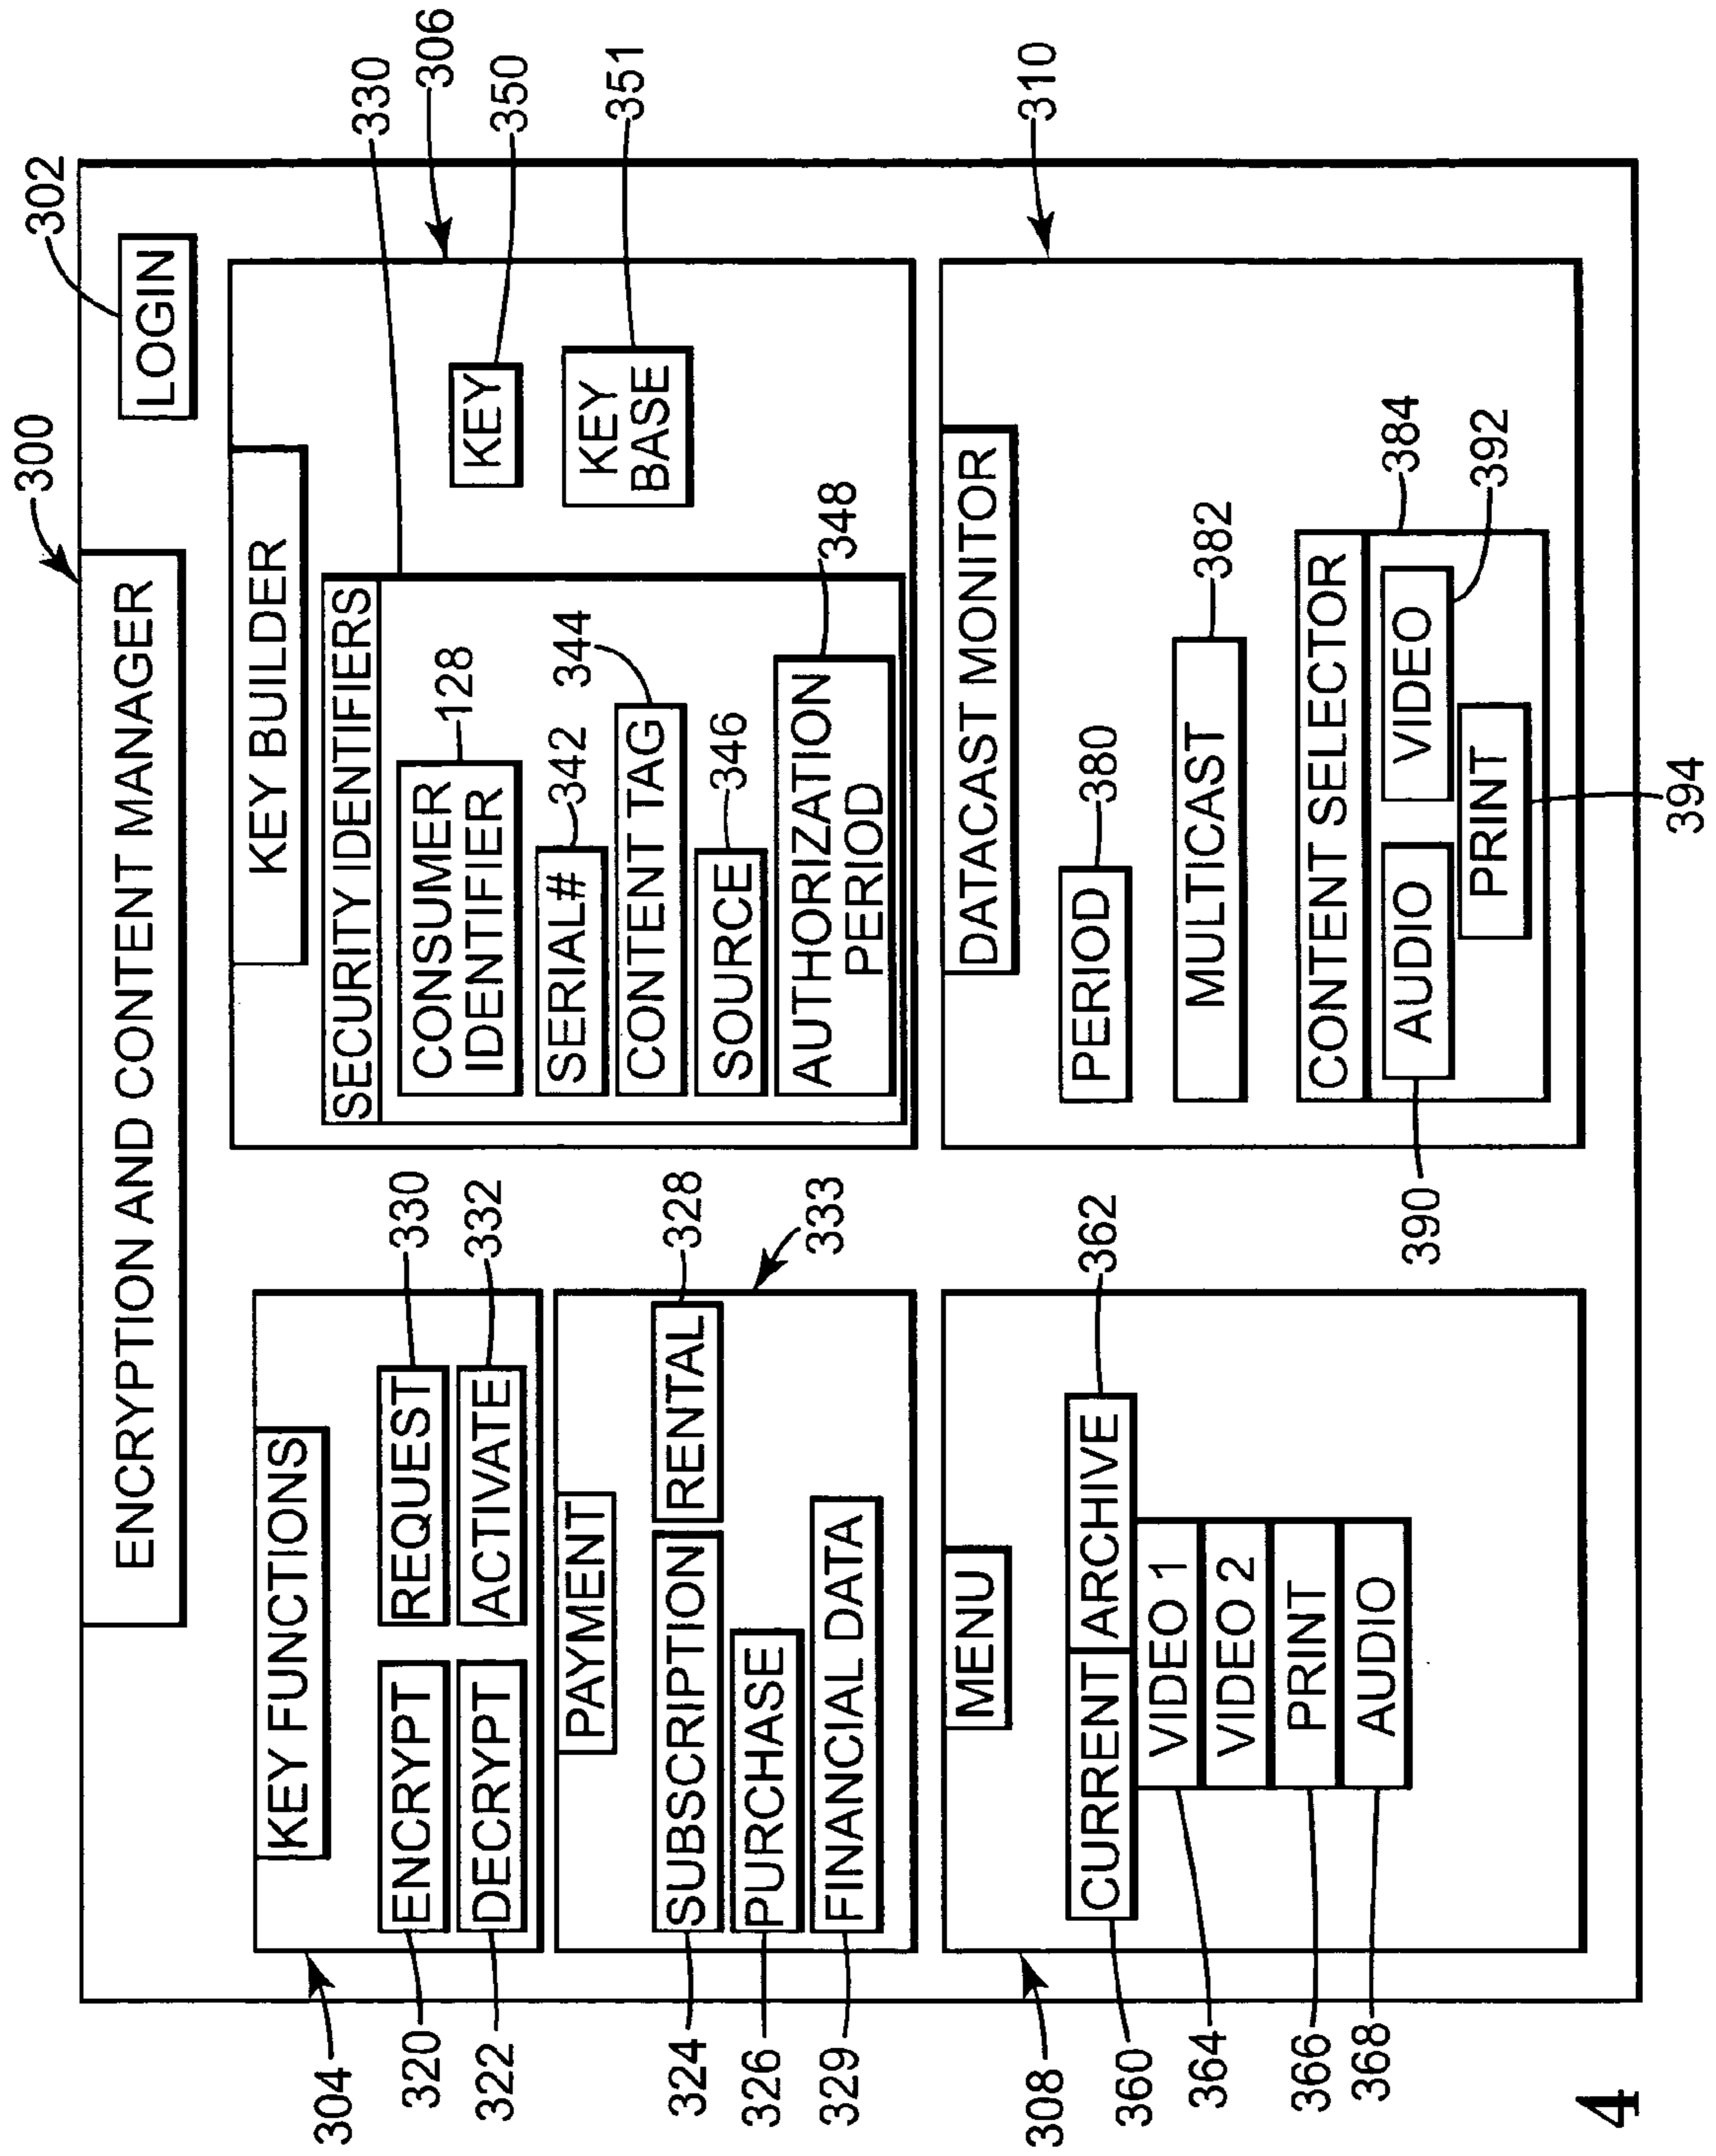 300
ENCRYPTION AND CONTENT MANAGER
302
LOGIN
304
KEY FUNCTIONS
320
ENCRYPT
REQUEST
330
322
DECRYPT
ACTIVATE
332
PAYMENT
333
324
SUBSCRIPTION
RENTAL
328
326
PURCHASE
329
FINANCIAL DATA
KEY BUILDER
306
SECURITY IDENTIFIERS
330
CONSUMER
IDENTIFIER
128
SERIAL#
342
CONTENT TAG
344
SOURCE
346
AUTHORIZATION
PERIOD
348
KEY
350
KEY
BASE
351
308
MENU
360
CURRENT
ARCHIVE
362
364
VIDEO 1
VIDEO 2
366
PRINT
368
AUDIO
DATACAST MONITOR
310
PERIOD
380
MULTICAST
382
CONTENT SELECTOR
384
390
AUDIO
VIDEO
392
PRINT
394
4